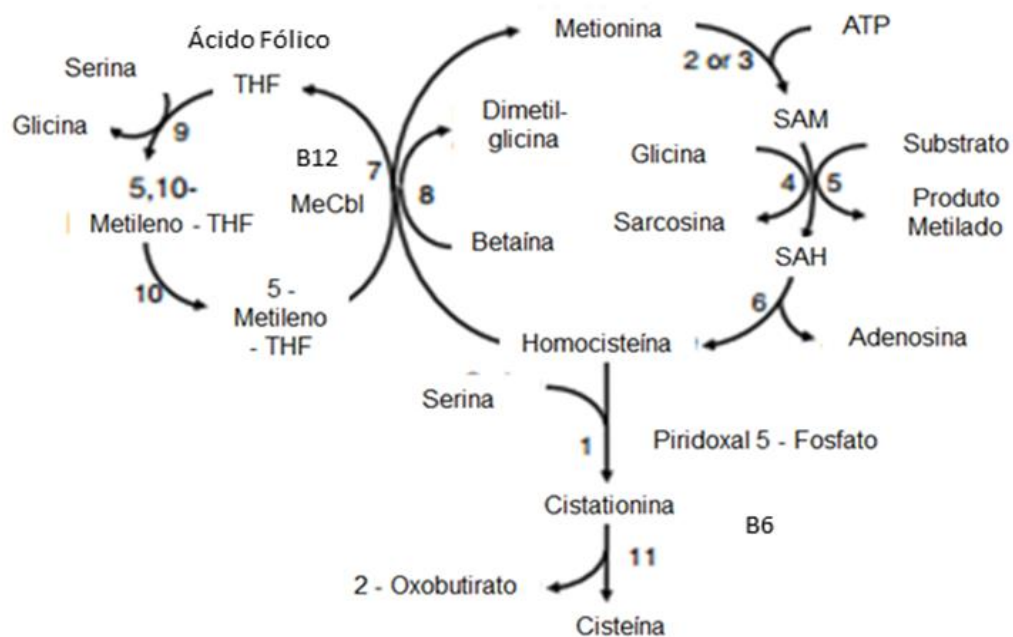 Metionina
ATP
2 or 3
Ácido Fólico
Serina
THF
Glicina
9
Dimetil-
glicina
SAM
B12
7
Glicina
Substrato
4
5
5,10-
Metileno - THF
MeCbl
8
Sarcosina
Produto
Metilado
Betaína
SAH
10
5 -
Metileno
- THF
6
Homocisteína
Adenosina
Serina
1
Piridoxal 5 - Fosfato
Cistationina
B6
11
2 - Oxobutirato
Cisteína